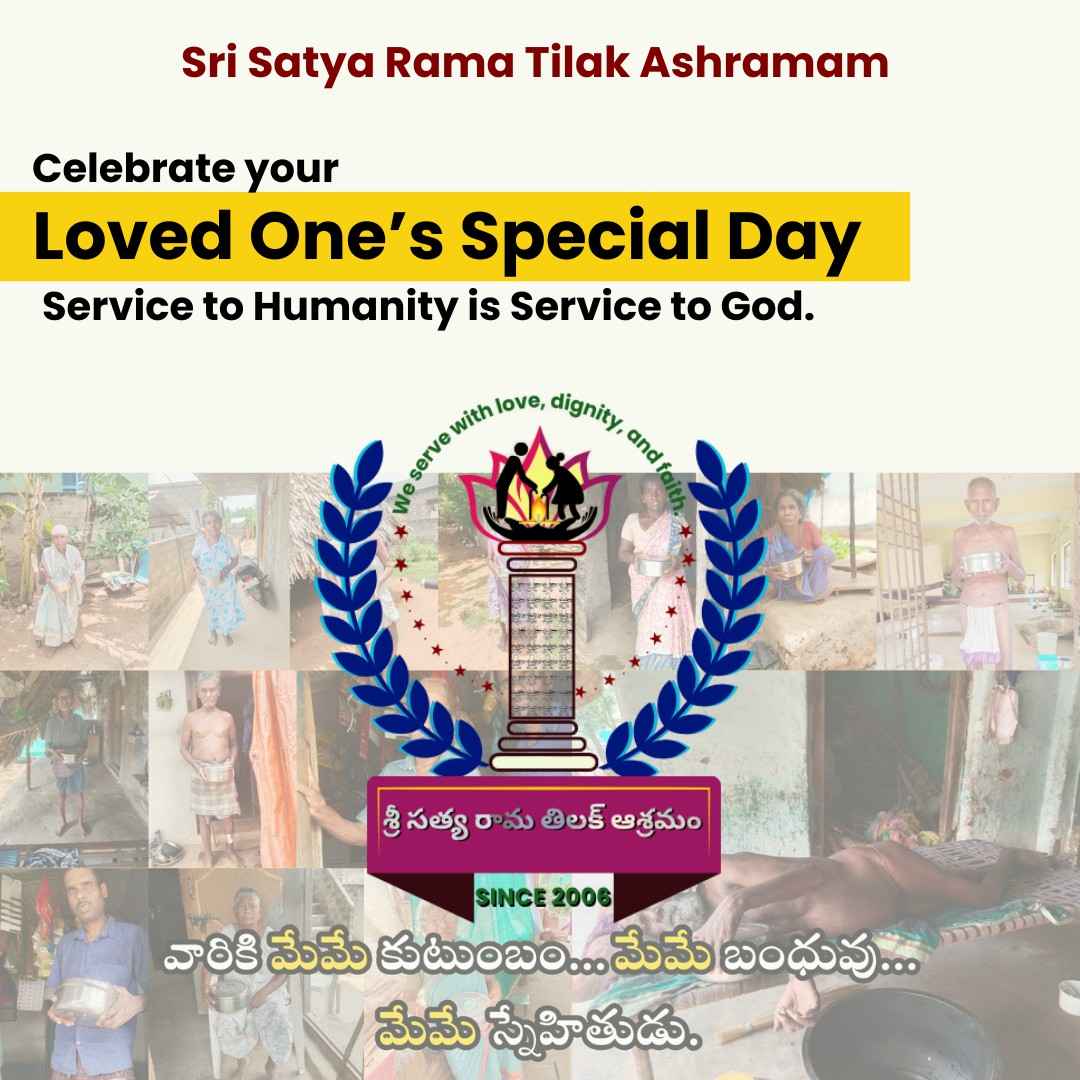 Sri Satya Rama Tilak Ashramam
Celebrate your
Loved One’s Special Day
Service to Humanity is Service to God.
We serve with love, dignity, and faith.
శ్రీ సత్య రామ తిలక్ ఆశ్రమం
SINCE 2006
వారికి మేమే కుటుంబం...మేమే బంధువు...
మేమే స్నేహితుడు.